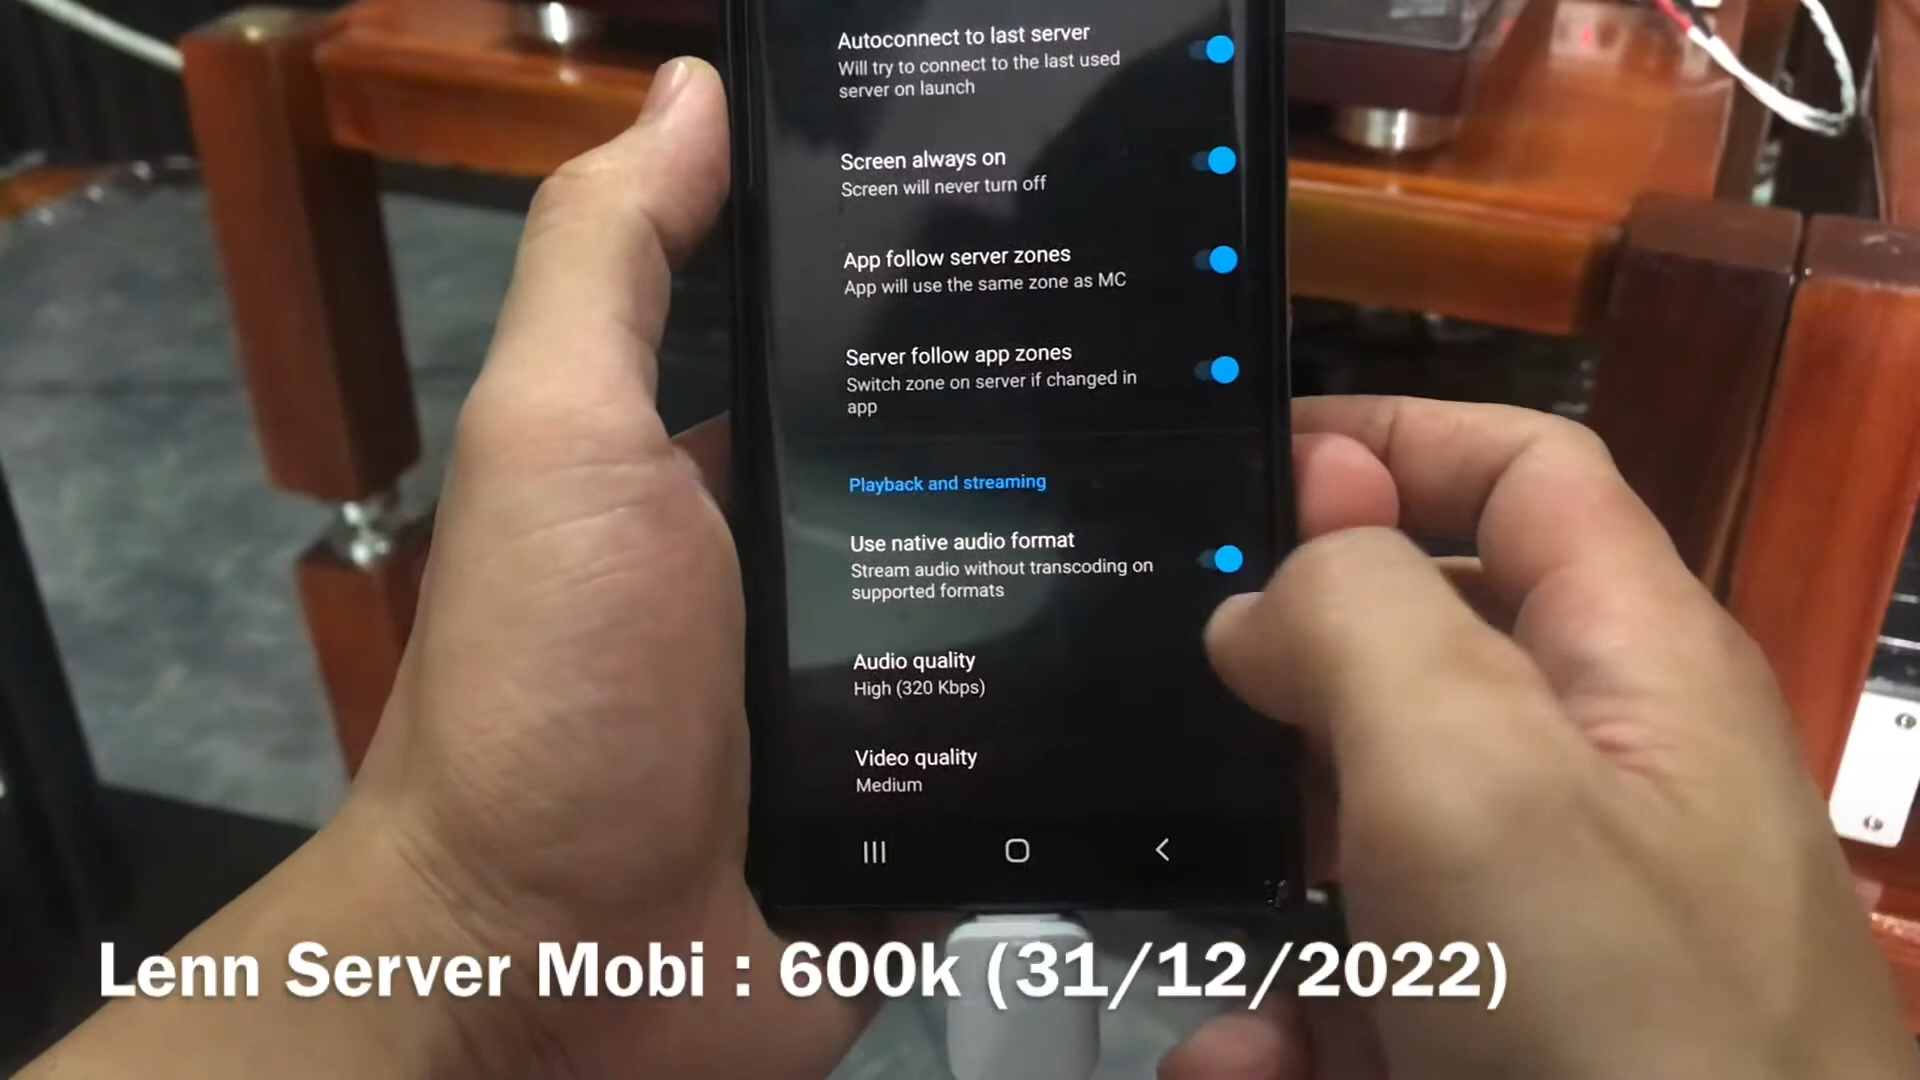 Autoconnect to last server
Will try to connect to the last used
server on launch
Screen always on
Screen will never turn off
App follow server zones
App will use the same zone as MC
Server follow app zones
Switch zone on server if changed in
app
Playback and streaming
Use native audio format
Stream audio without transcoding on
supported formats
Audio quality
High (320 Kbps)
Video quality
Medium
Lenn Server Mobi : 600k (31/12/2022)